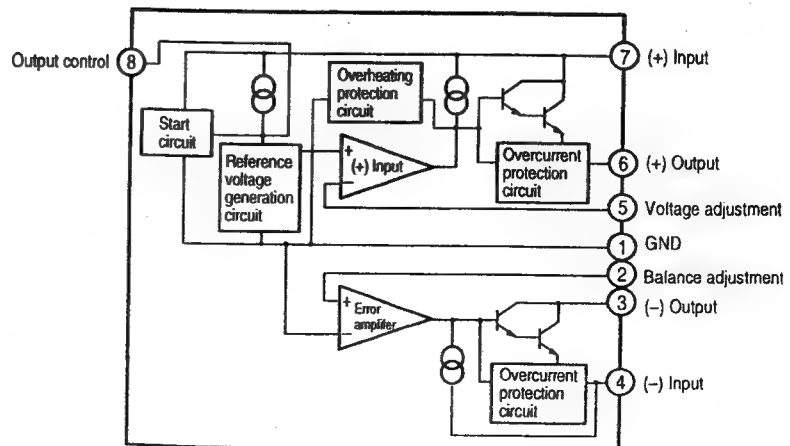 Output control
8
7
(+) Input
Start
circuit
Overheating
protection
circuit
Reference
voltage
generation
circuit
+
(+) Input
−
Overcurrent
protection
circuit
6
(+) Output
5
Voltage adjustment
1
GND
2
Balance adjustment
3
(−) Output
+
Error
amplifer
−
Overcurrent
protection
circuit
4
(−) Input